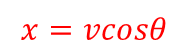 x = vcosθ